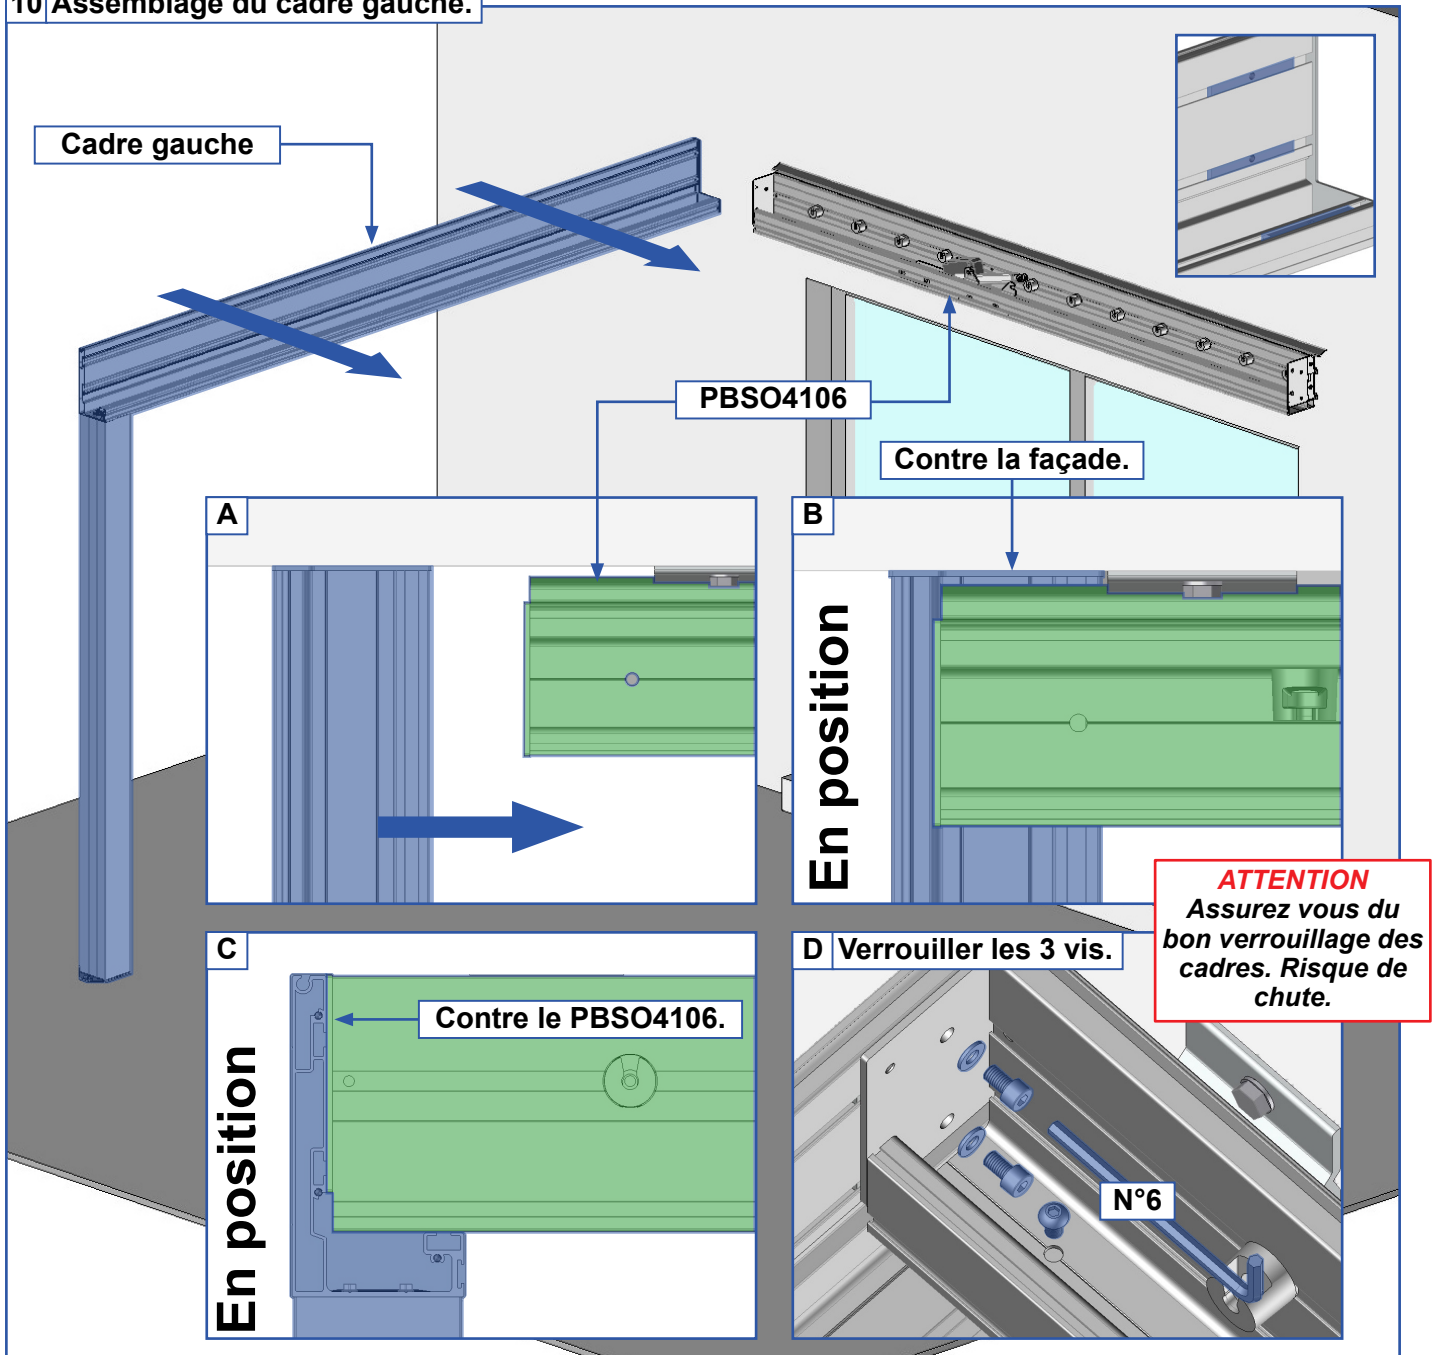 10 Assemblage du cadre gauche.
Cadre gauche
PBSO4106
Contre la façade.
A
B
En position
ATTENTION
Assurez vous du
bon verrouillage des
cadres. Risque de
chute.
C
Contre le PBSO4106.
En position
D Verrouiller les 3 vis.
N°6